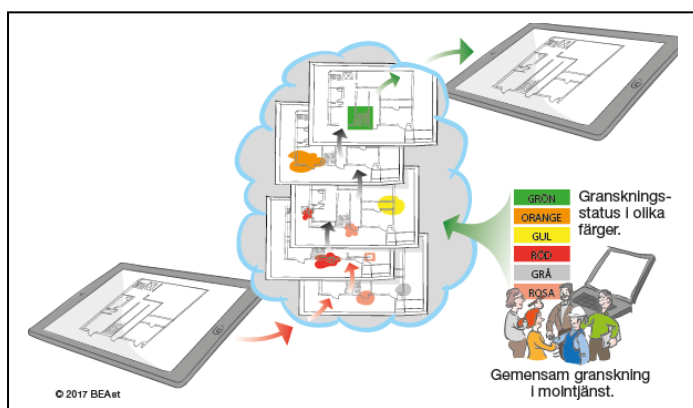 GRÖN
ORANGE
GUL
RÖD
GRÅ
ROSA
Gransknings-
status i olika
färger.
Gemensam granskning
i molntjänst.
© 2017 BEAst